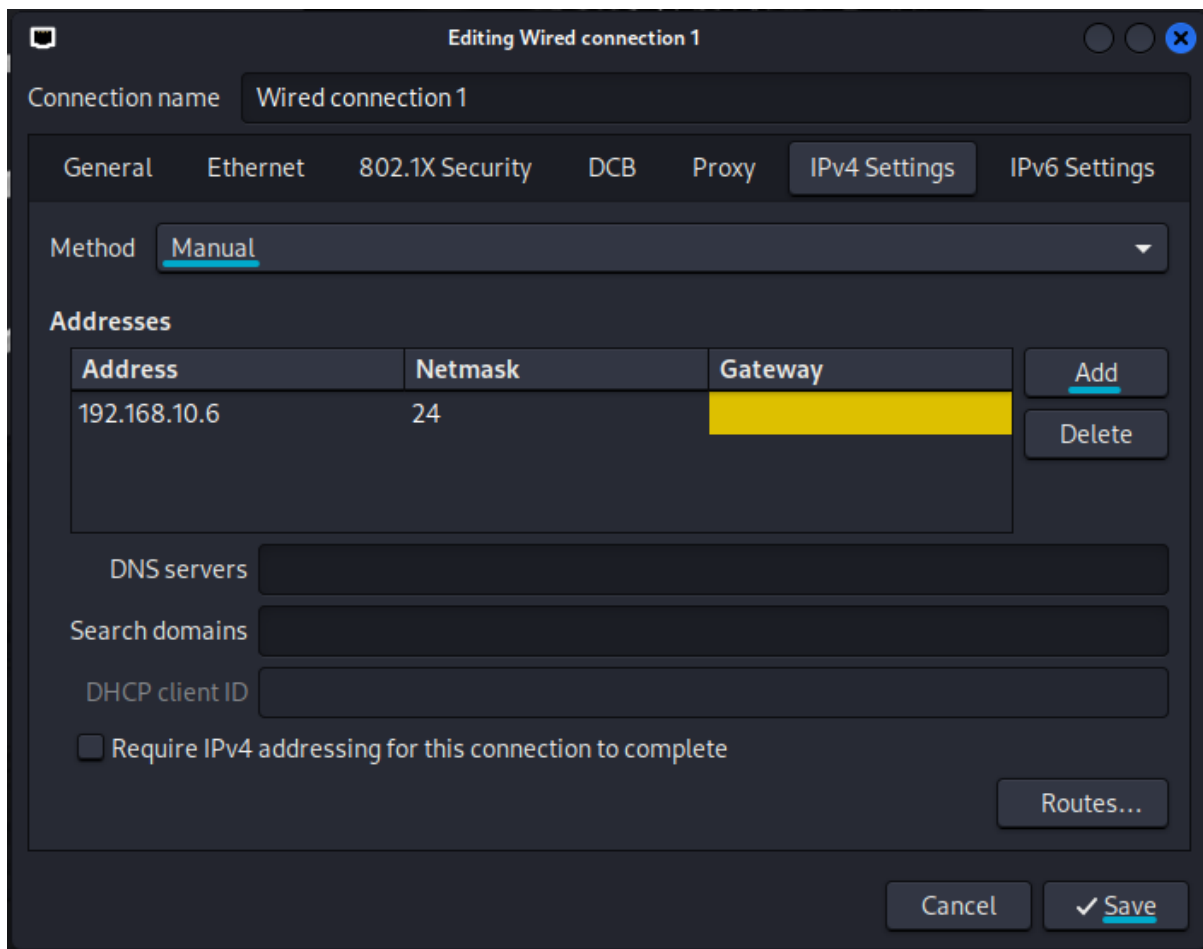 Editing Wired connection 1
Connection name Wired connection 1
General Ethernet 802.1X Security DCB Proxy IPv4 Settings IPv6 Settings
Method Manual
Addresses
Address Netmask Gateway Add
192.168.10.6 24
Delete
DNS servers
Search domains
DHCP client ID
Require IPv4 addressing for this connection to complete
Routes...
Cancel Save